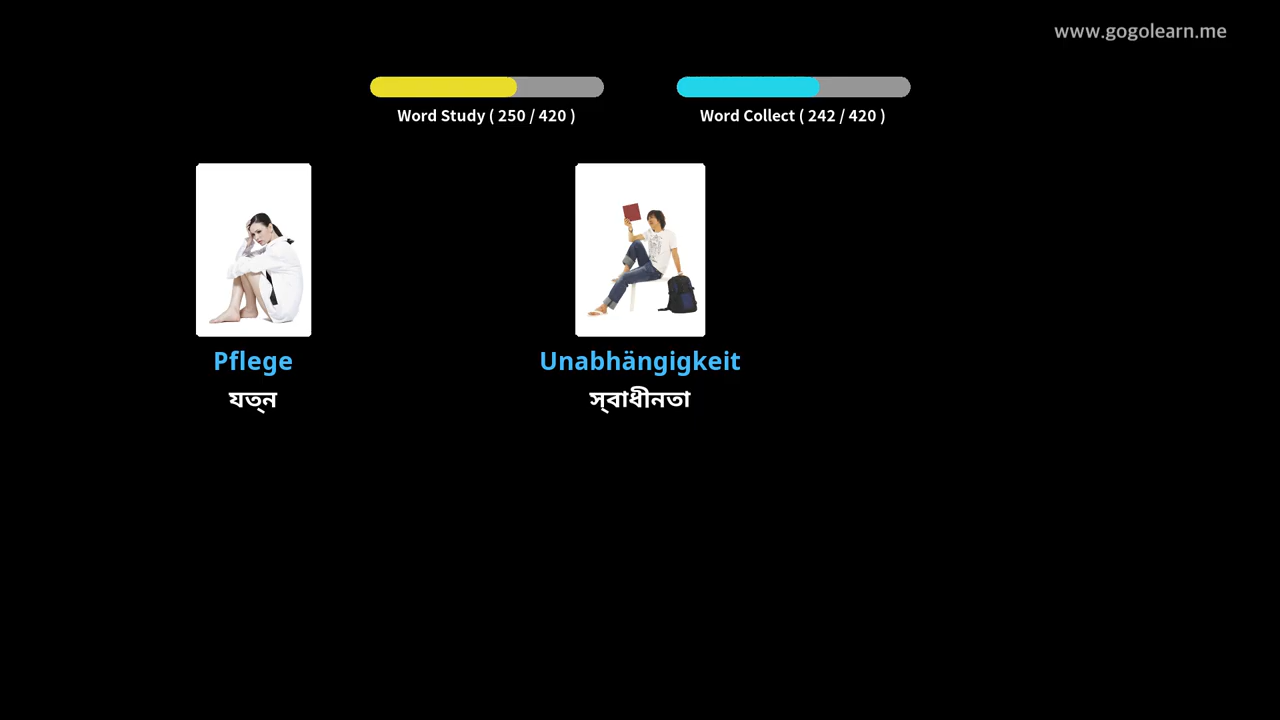 www.gogolearn.me
Word Study ( 250 / 420 )
Word Collect ( 242 / 420 )
Pflege
Unabhängigkeit
যত্ন
স্বাধীনতা